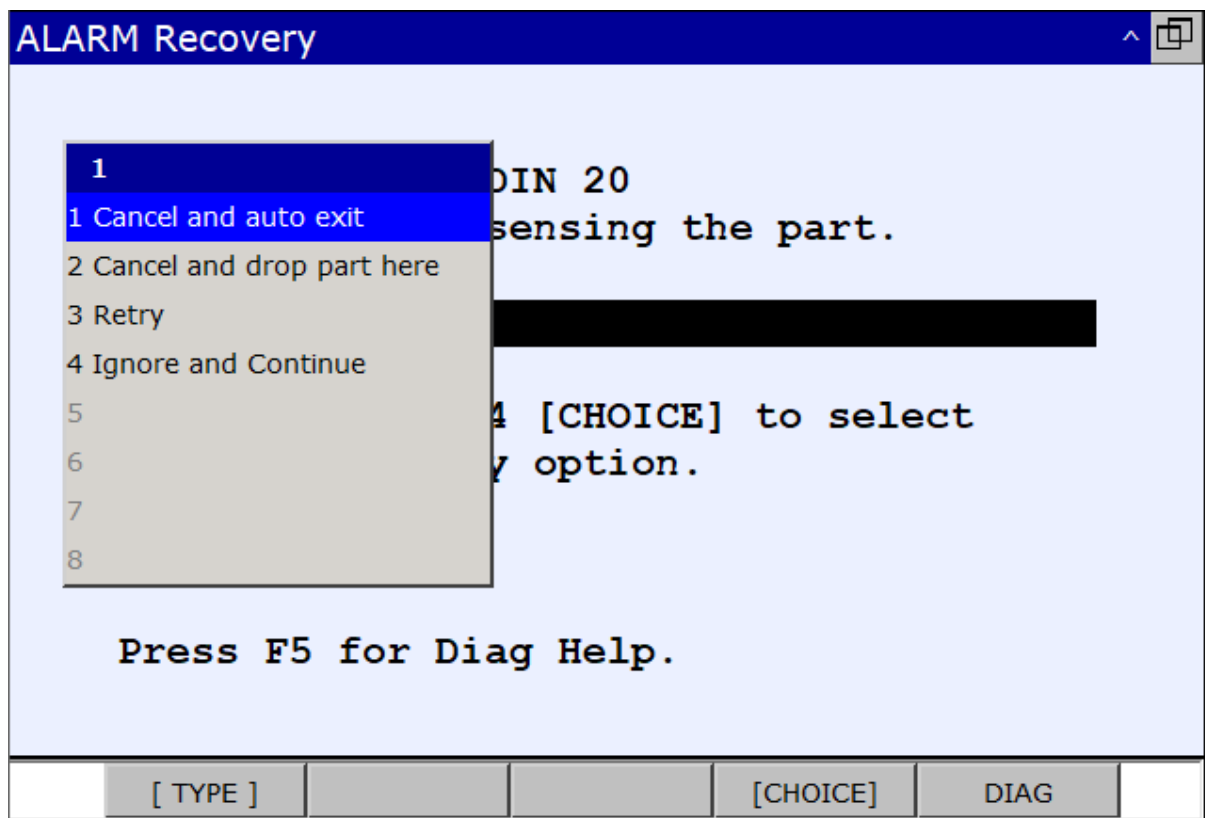 ALARM Recovery
1
DIN 20
1 Cancel and auto exit
sensing the part.
2 Cancel and drop part here
3 Retry
4 Ignore and Continue
5
[CHOICE] to select
6
option.
7
8
Press F5 for Diag Help.
[ TYPE ]
[CHOICE]
DIAG